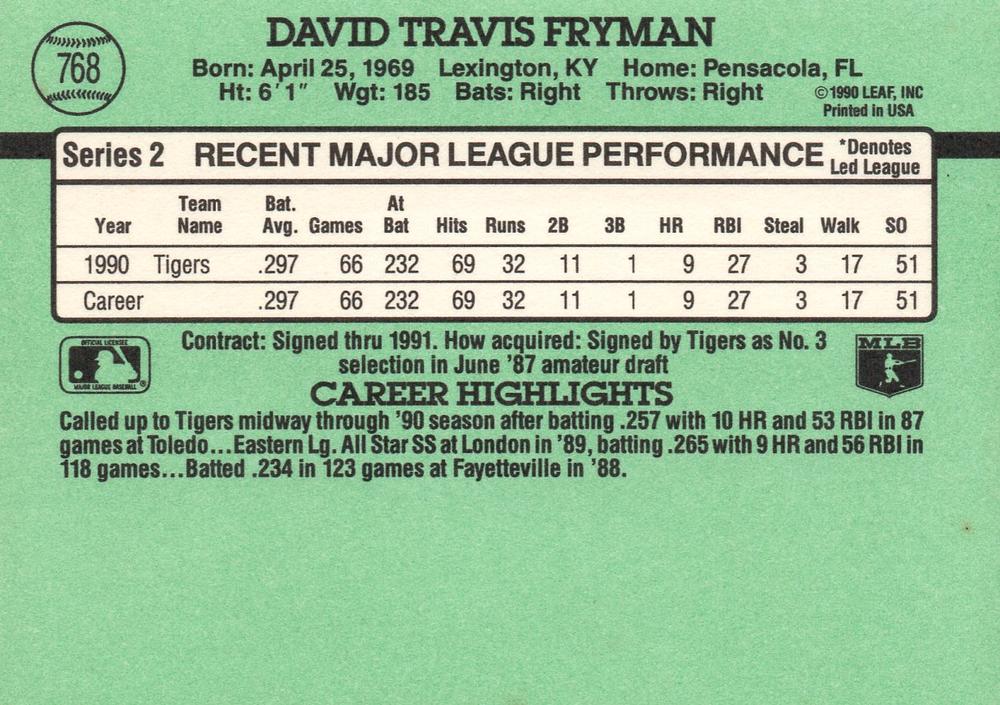 768
DAVID TRAVIS FRYMAN
Born: April 25, 1969 Lexington, KY Home: Pensacola, FL
Ht: 6'1" Wgt: 185 Bats: Right Throws: Right
©1990 LEAF, INC
Printed in USA
Series 2 RECENT MAJOR LEAGUE PERFORMANCE *Denotes Led League
Year Team Name Bat. Avg. Games At Bat Hits Runs 2B 3B HR RBI Steal Walk SO
1990 Tigers .297 66 232 69 32 11 1 9 27 3 17 51
Career .297 66 232 69 32 11 1 9 27 3 17 51
Contract: Signed thru 1991. How acquired: Signed by Tigers as No. 3
selection in June '87 amateur draft
OFFICIAL LICENSEE
MAJOR LEAGUE BASEBALL®
MLB
CAREER HIGHLIGHTS
Called up to Tigers midway through '90 season after batting .257 with 10 HR and 53 RBI in 87
games at Toledo...Eastern Lg. All Star SS at London in '89, batting .265 with 9 HR and 56 RBI in
118 games...Batted .234 in 123 games at Fayetteville in '88.